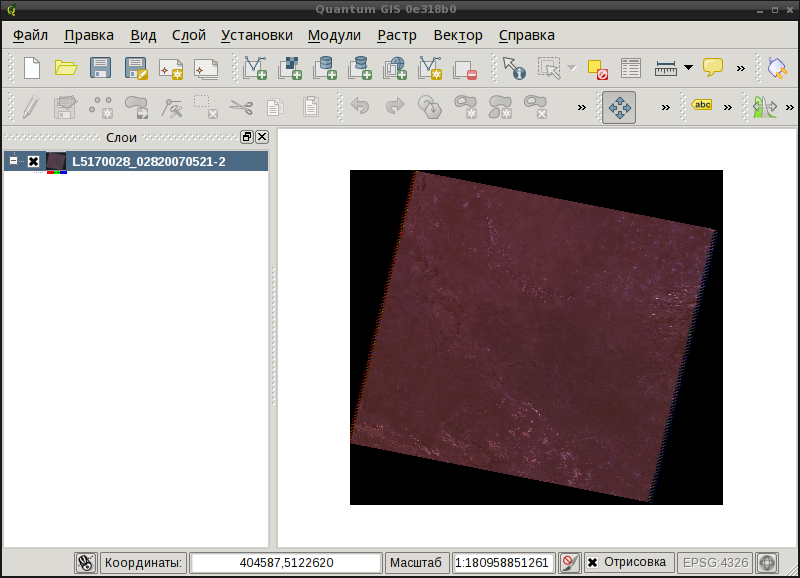 Quantum GIS 0e318b0
Файл Правка Вид Слой Установки Модули Растр Вектор Справка
abc
Слои
L5170028_02820070521-2
Координаты: 404587,5122620 Масштаб 1:180958851261 Отрисовка EPSG:4326